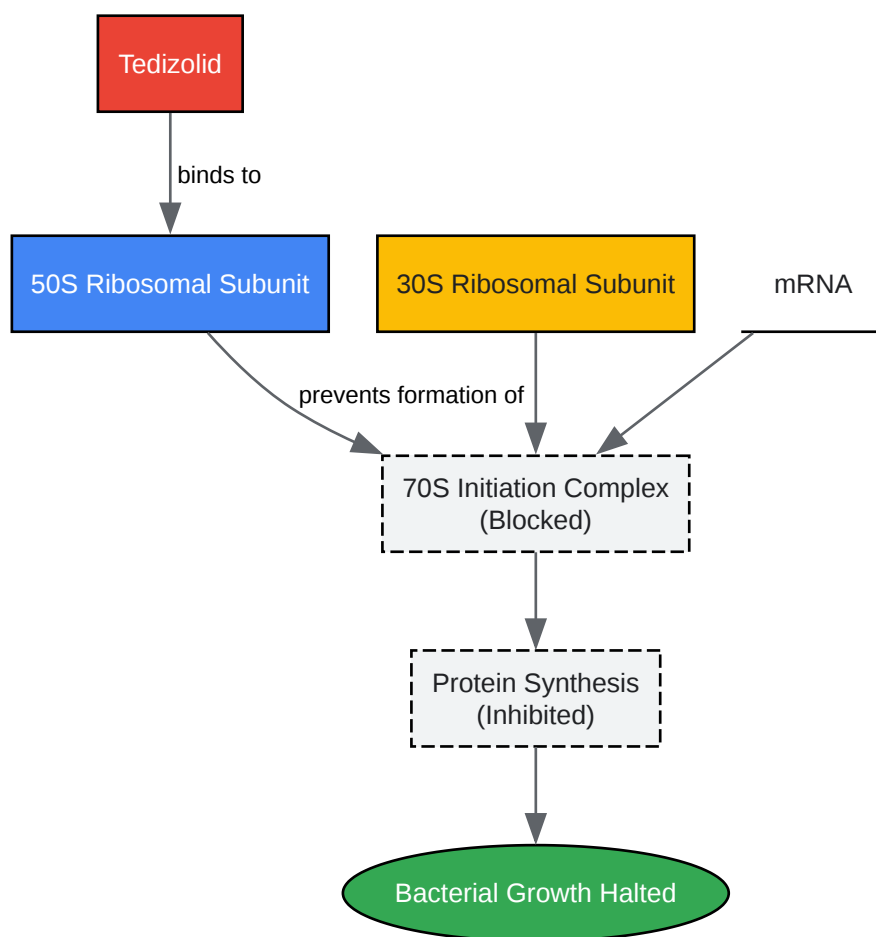 Tedizolid
binds to
50S Ribosomal Subunit
30S Ribosomal Subunit
mRNA
prevents formation of
70S Initiation Complex
(Blocked)
Protein Synthesis
(Inhibited)
Bacterial Growth Halted